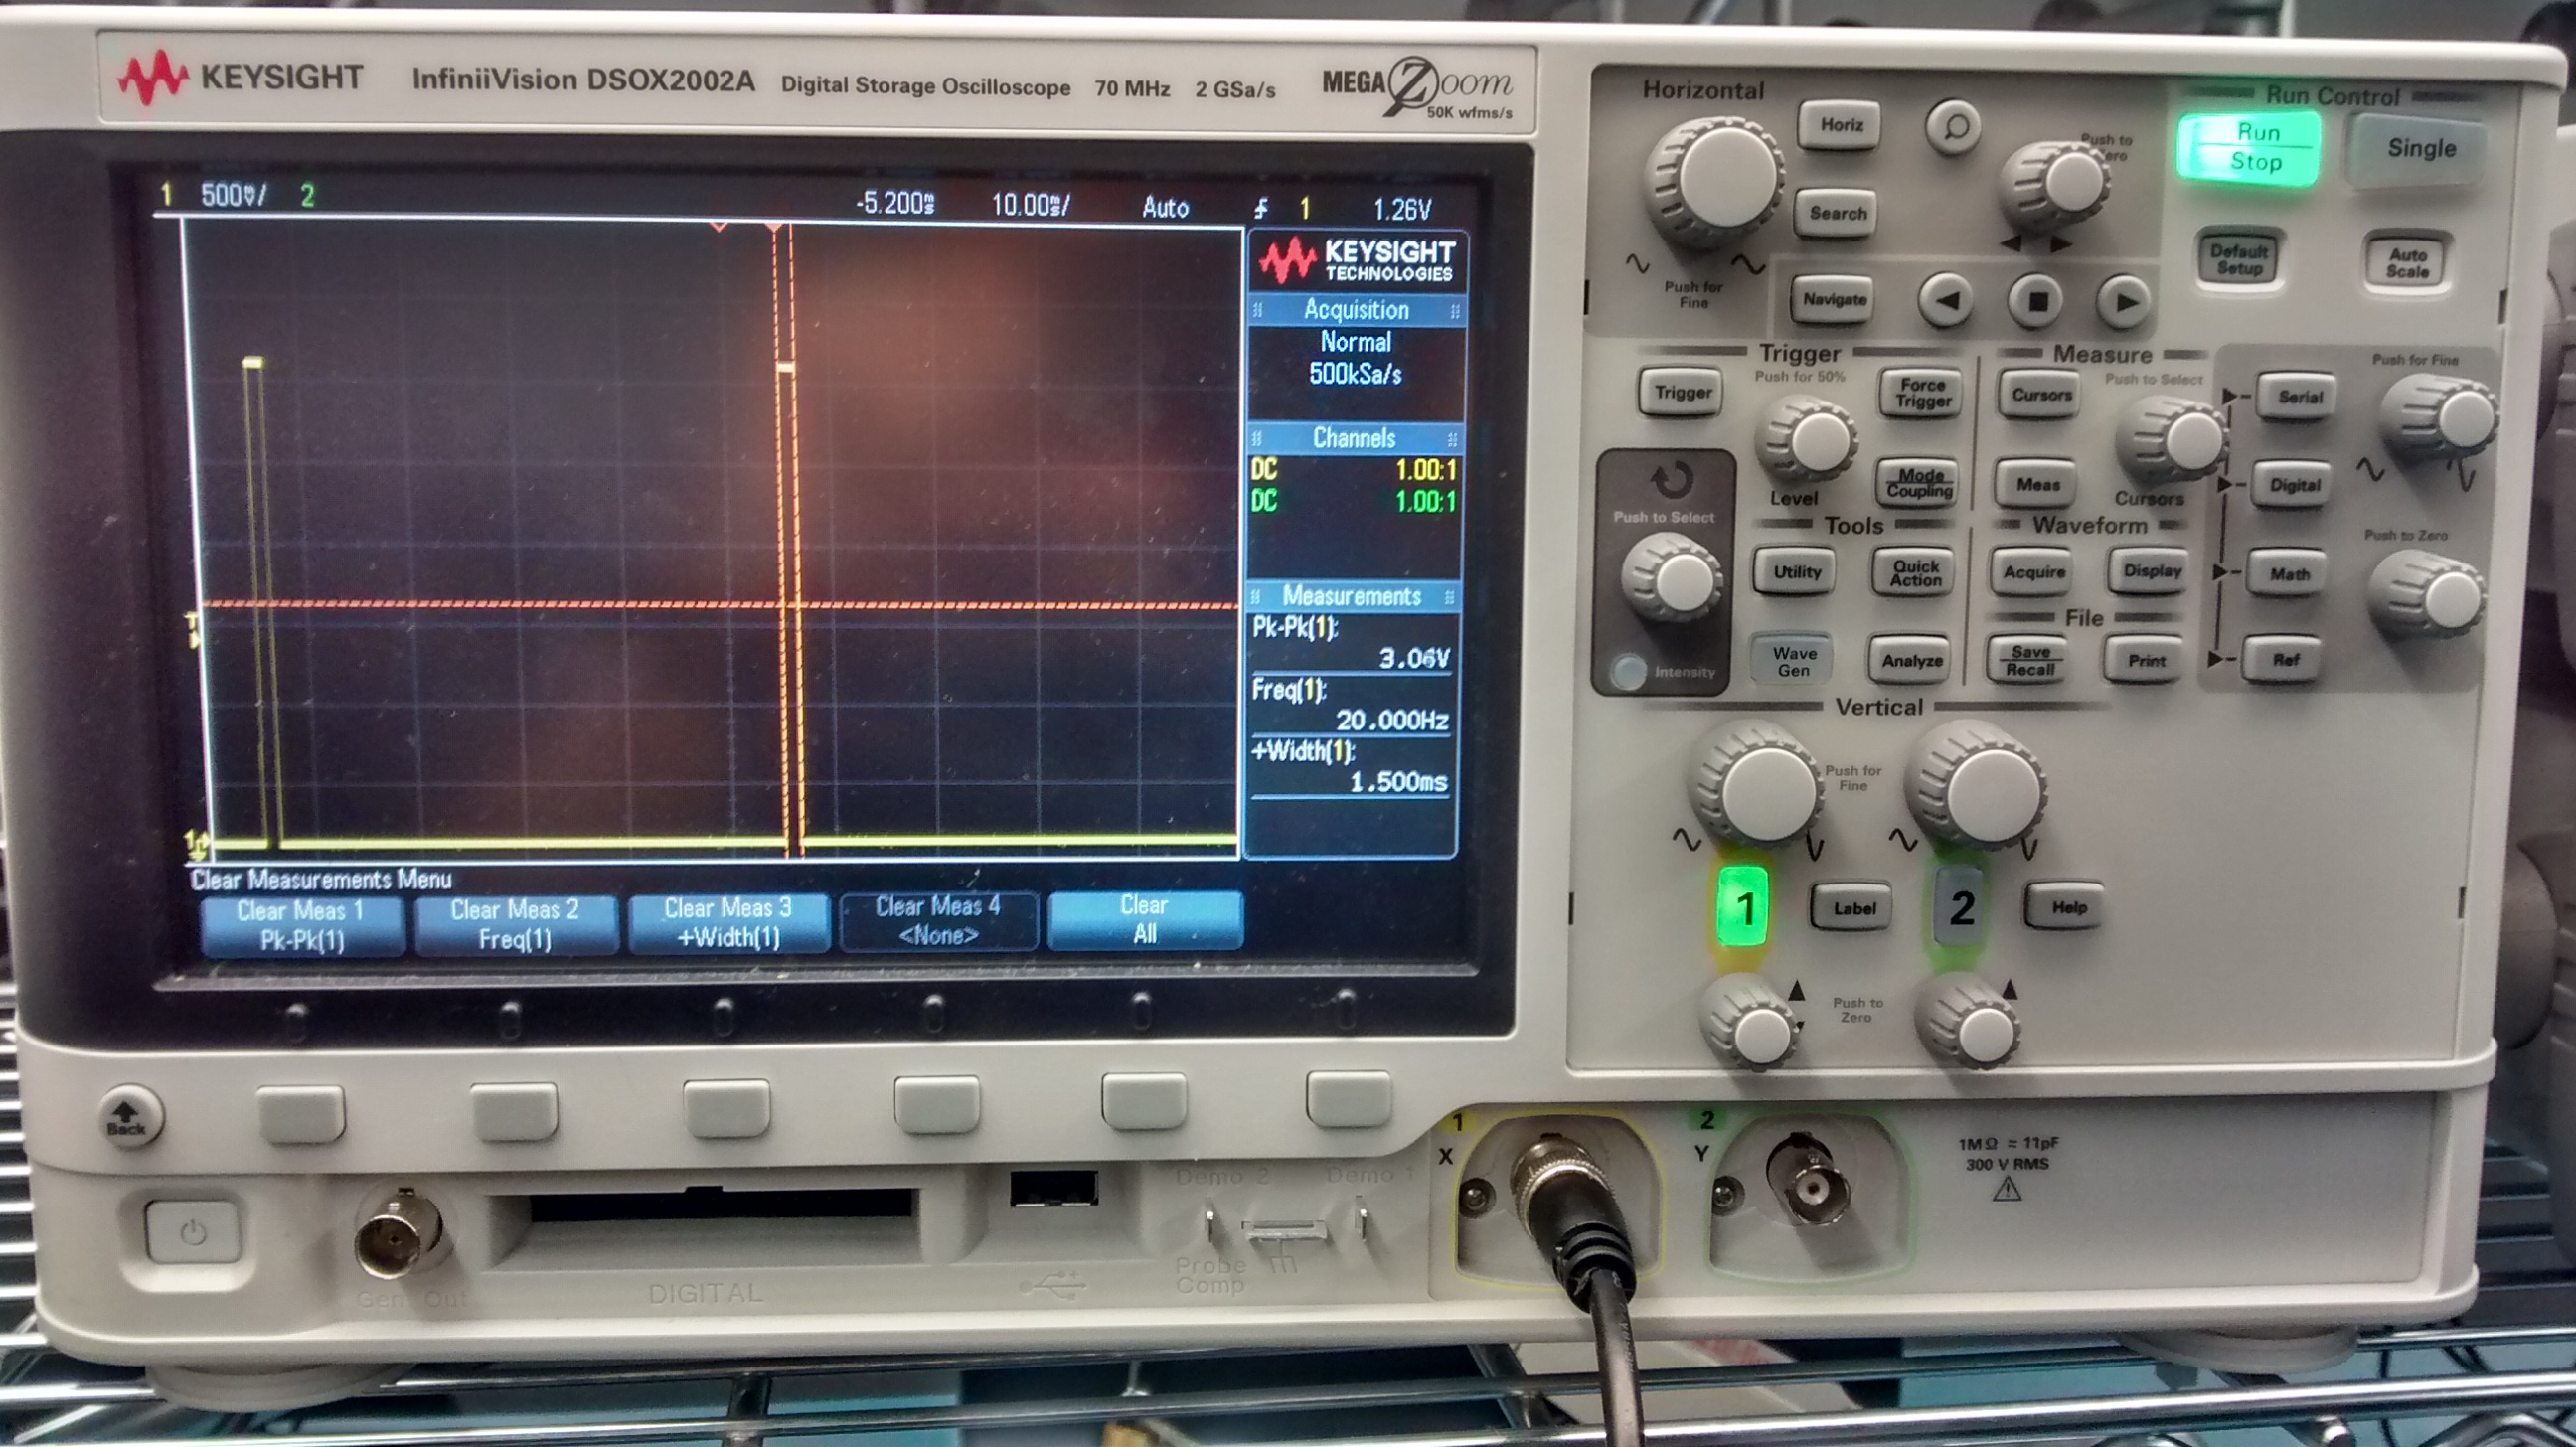 KEYSIGHT InfiniiVision DSOX2002A Digital Storage Oscilloscope 70 MHz 2 GSa/s MEGA Zoom
50K wfms/s
1 500mV/ 2 -5.200ms 10.00ms/ Auto 1 1.26V
KEYSIGHT
TECHNOLOGIES
Acquisition
Normal
500kSa/s
Channels
DC 1.00:1
DC 1.00:1
Measurements
Pk-Pk(1):
3.06V
Freq(1):
20.000Hz
+Width(1):
1.500ms
T
1
Clear Measurements Menu
Clear Meas 1
Pk-Pk(1)
Clear Meas 2
Freq(1)
Clear Meas 3
+Width(1)
Clear Meas 4
<None>
Clear
All
Horizontal
Horiz
Search
Navigate
Push for
Fine
Push to
Zero
Run Control
Run
Stop
Single
Default
Setup
Auto
Scale
Trigger
Push for 50%
Trigger
Force
Trigger
Level
Mode
Coupling
Measure
Push to Select
Cursors
Meas
Cursors
Push to Select
Intensity
Tools
Utility
Quick
Action
Wave
Gen
Analyze
Waveform
Acquire
Display
File
Save
Recall
Print
Push for Fine
Serial
Digital
Push to Zero
Math
Ref
Vertical
Push for
Fine
1
Label
2
Help
Push to
Zero
Back
Gen Out
DIGITAL
Demo 2
Demo 1
Probe
Comp
1
X
2
Y
1MΩ = 11pF
300 V RMS